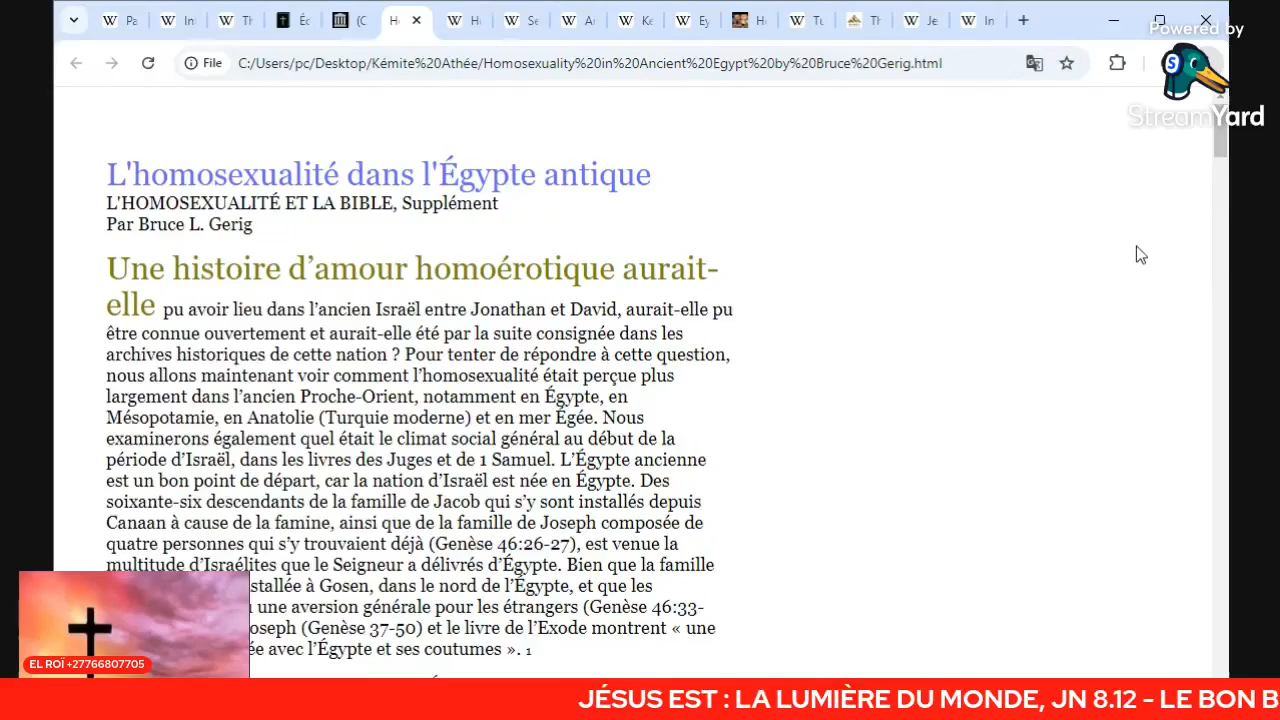 Pa
In
Tl
Éc
(C
H
H
Se
A
Ke
Ey
H
Tu
Th
Je
In
File
C:/Users/pc/Desktop/Kémite%20Athée/Homosexuality%20in%20Ancient%20Egypt%20by%20Bruce%20Gerig.html
Powered by
StreamYard
L'homosexualité dans l'Égypte antique
L'HOMOSEXUALITÉ ET LA BIBLE, Supplément
Par Bruce L. Gerig
Une histoire d’amour homoérotique aurait-
elle pu avoir lieu dans l’ancien Israël entre Jonathan et David, aurait-elle pu
être connue ouvertement et aurait-elle été par la suite consignée dans les
archives historiques de cette nation ? Pour tenter de répondre à cette question,
nous allons maintenant voir comment l’homosexualité était perçue plus
largement dans l’ancien Proche-Orient, notamment en Égypte, en
Mésopotamie, en Anatolie (Turquie moderne) et en mer Égée. Nous
examinerons également quel était le climat social général au début de la
période d’Israël, dans les livres des Juges et de 1 Samuel. L’Égypte ancienne
est un bon point de départ, car la nation d’Israël est née en Égypte. Des
soixante-six descendants de la famille de Jacob qui s’y sont installés depuis
Canaan à cause de la famine, ainsi que de la famille de Joseph composée de
quatre personnes qui s’y trouvaient déjà (Genèse 46:26-27), est venue la
multitude d’Israélites que le Seigneur a délivrés d’Égypte. Bien que la famille
stallée à Gosen, dans le nord de l’Égypte, et que les
une aversion générale pour les étrangers (Genèse 46:33-
oseph (Genèse 37-50) et le livre de l’Exode montrent « une
ée avec l’Égypte et ses coutumes ». 1
EL ROÏ +27766807705
JÉSUS EST : LA LUMIÈRE DU MONDE, JN 8.12 - LE BON B